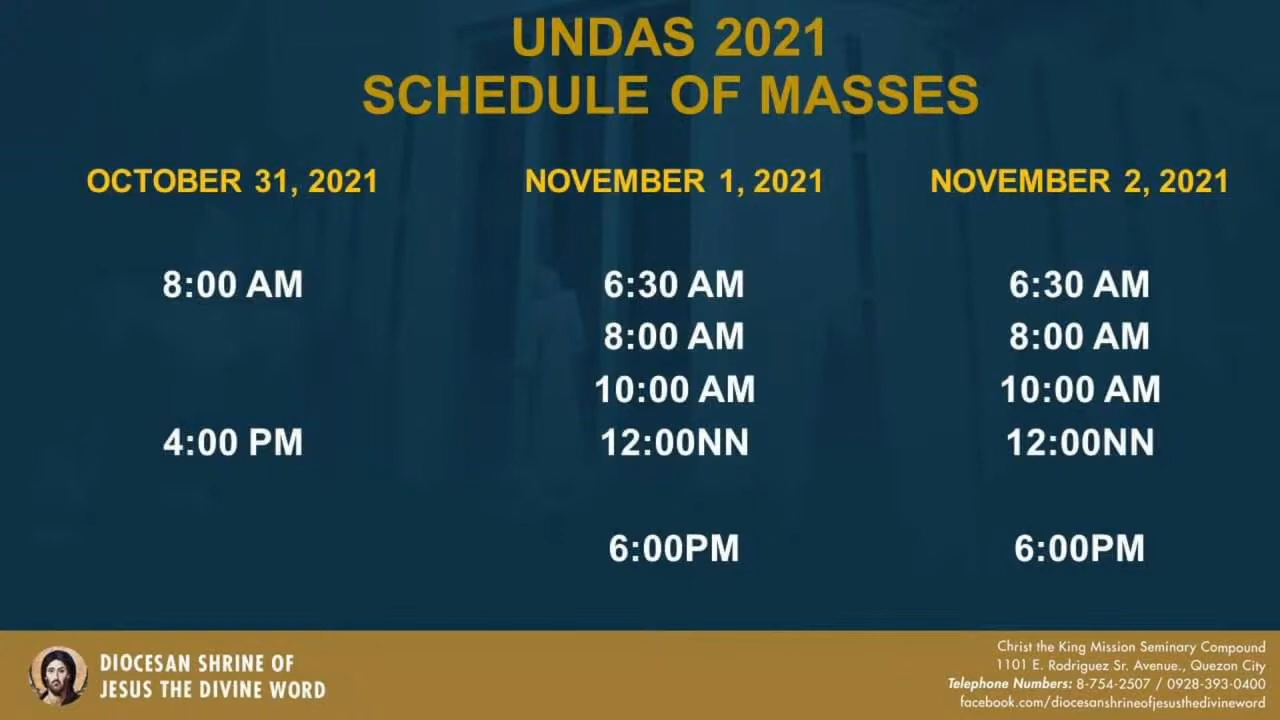 UNDAS 2021
SCHEDULE OF MASSES
OCTOBER 31, 2021
8:00 AM
4:00 PM
NOVEMBER 1, 2021
6:30 AM
8:00 AM
10:00 AM
12:00NN
6:00PM
NOVEMBER 2, 2021
6:30 AM
8:00 AM
10:00 AM
12:00NN
6:00PM
DIOCESAN SHRINE OF
JESUS THE DIVINE WORD
Christ the King Mission Seminary Compound
1101 E. Rodriguez Sr. Avenue., Quezon City
Telephone Numbers: 8-754-2507 / 0928-393-0400
facebook.com/diocesanshrineofjesusthedivineword